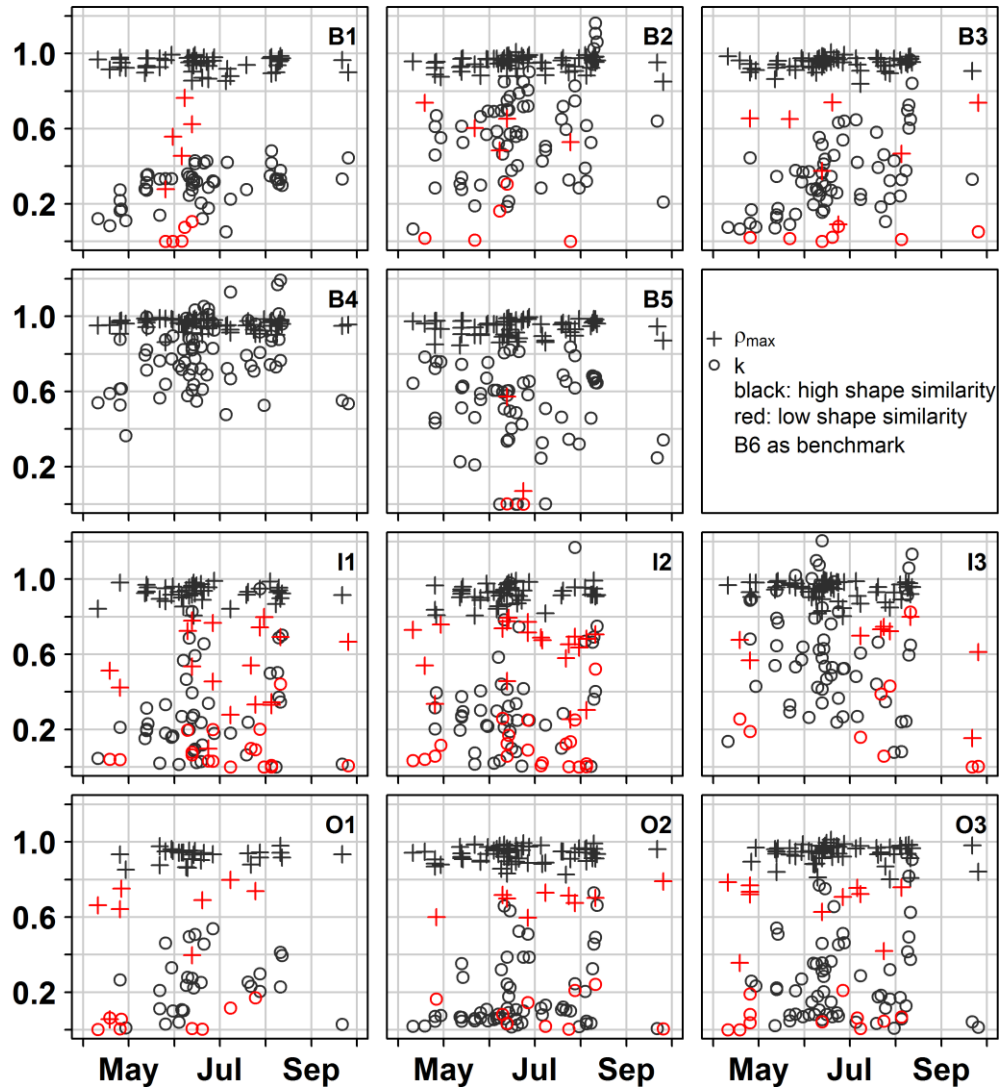 B1 B2 B3
1.0
0.6
0.2
B4 B5
1.0
0.6
0.2
+ ρmax
○ k
black: high shape similarity
red: low shape similarity
B6 as benchmark
I1 I2 I3
1.0
0.6
0.2
O1 O2 O3
1.0
0.6
0.2
May Jul Sep May Jul Sep May Jul Sep